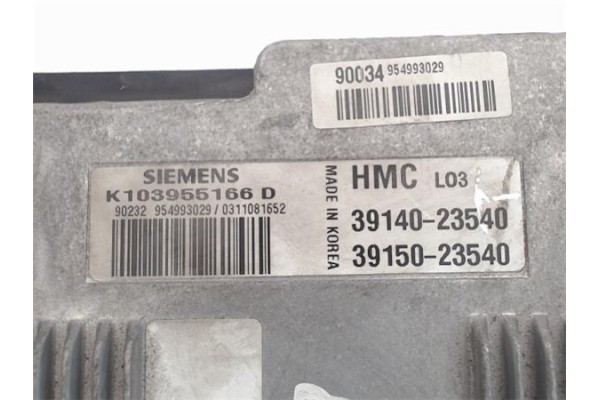 90034 954993029
SIEMENS
K103955166 D
90232 954993029 / 0311081652
MADE IN KOREA
HMC L03
39140-23540
39150-23540